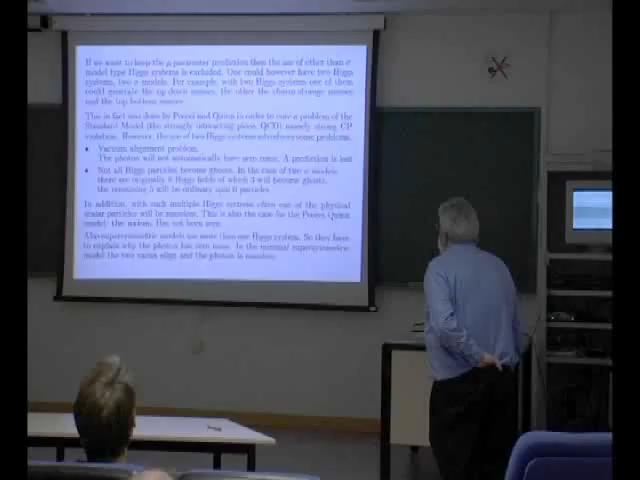 If we want to keep the ρ parameter prediction then the use of other than σ
model type Higgs systems is excluded. One could however have two Higgs
systems, two σ models. For example, with two Higgs systems one of them
could generate the up down masses, the other the charm strange masses
and the top bottom masses.
This in fact was done by Peccei and Quinn in order to cure a problem of the
Standard Model (the strongly interacting piece, QCD) namely strong CP
violation. However, the use of two Higgs systems introduces some problems.
• Vacuum alignment problem.
The photon will not automatically have zero mass. A prediction is lost
• Not all Higgs particles become ghosts. In the case of two σ models
there are originally 8 Higgs fields of which 3 will become ghosts,
the remaining 5 will be ordinary spin 0 particles
In addition, with such multiple Higgs systems often one of the physical
scalar particles will be massless. This is also the case for the Peccei Quinn
model: the axion. Has not been seen.
Also supersymmetric models use more than one Higgs system. So they have
to explain why the photon has zero mass. In the minimal supersymmetric
model the two vacua align and the photon is massless.